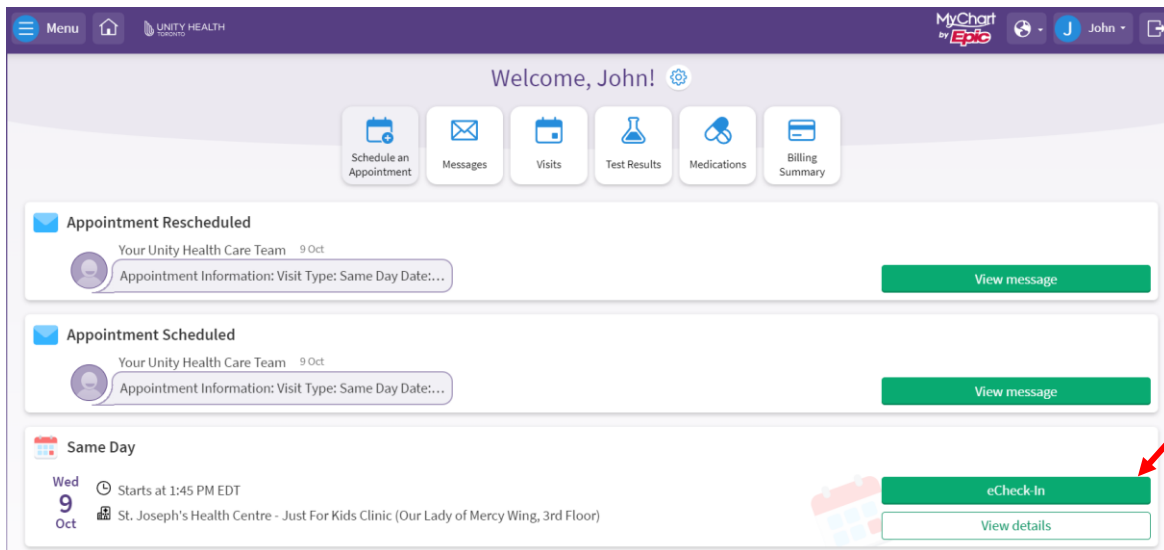 Menu
UNITY HEALTH
TORONTO
MyChart
by Epic
J John
Welcome, John!
Schedule an
Appointment
Messages
Visits
Test Results
Medications
Billing
Summary
Appointment Rescheduled
Your Unity Health Care Team 9 Oct
Appointment Information: Visit Type: Same Day Date:...
View message
Appointment Scheduled
Your Unity Health Care Team 9 Oct
Appointment Information: Visit Type: Same Day Date:...
View message
Same Day
Wed
9
Oct
Starts at 1:45 PM EDT
St. Joseph's Health Centre - Just For Kids Clinic (Our Lady of Mercy Wing, 3rd Floor)
eCheck-In
View details